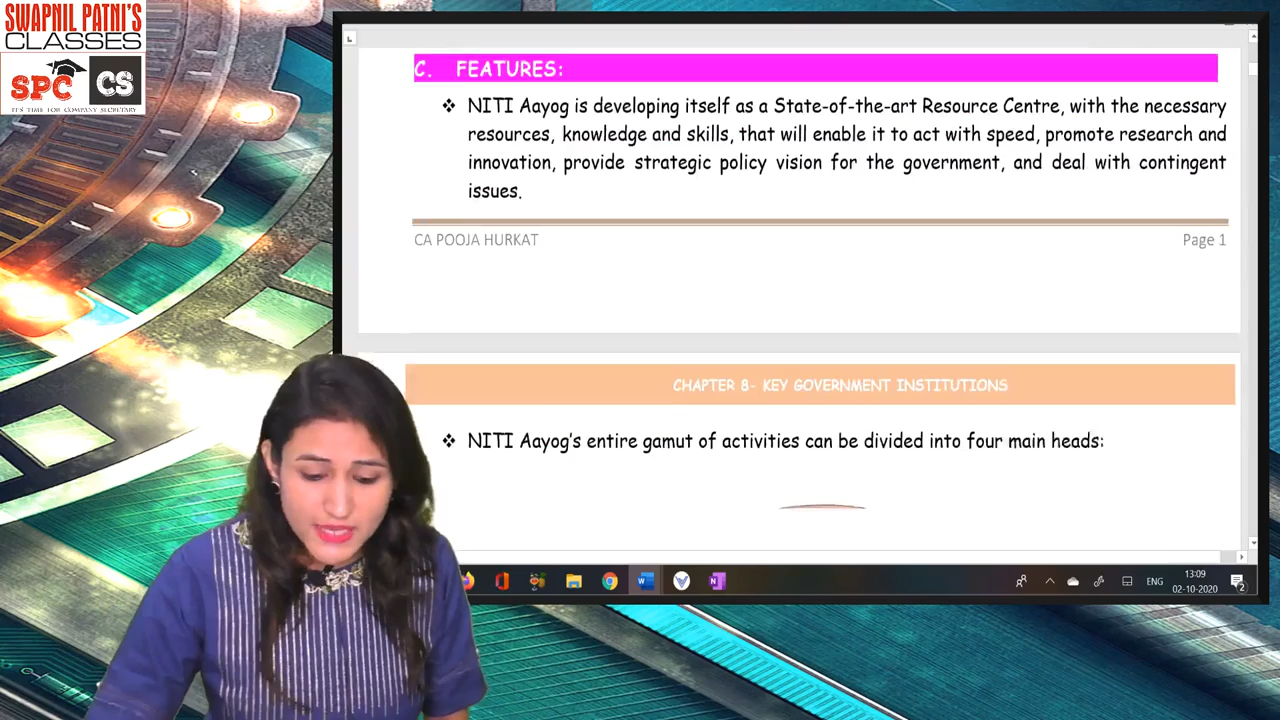 SWAPNIL PATNI'S
CLASSES
SPC CS
IT'S TIME FOR COMPANY SECRETARY
C. FEATURES:
❖ NITI Aayog is developing itself as a State-of-the-art Resource Centre, with the necessary
resources, knowledge and skills, that will enable it to act with speed, promote research and
innovation, provide strategic policy vision for the government, and deal with contingent
issues.
CA POOJA HURKAT Page 1
CHAPTER 8- KEY GOVERNMENT INSTITUTIONS
❖ NITI Aayog's entire gamut of activities can be divided into four main heads:
ENG
13:09
02-10-2020
2